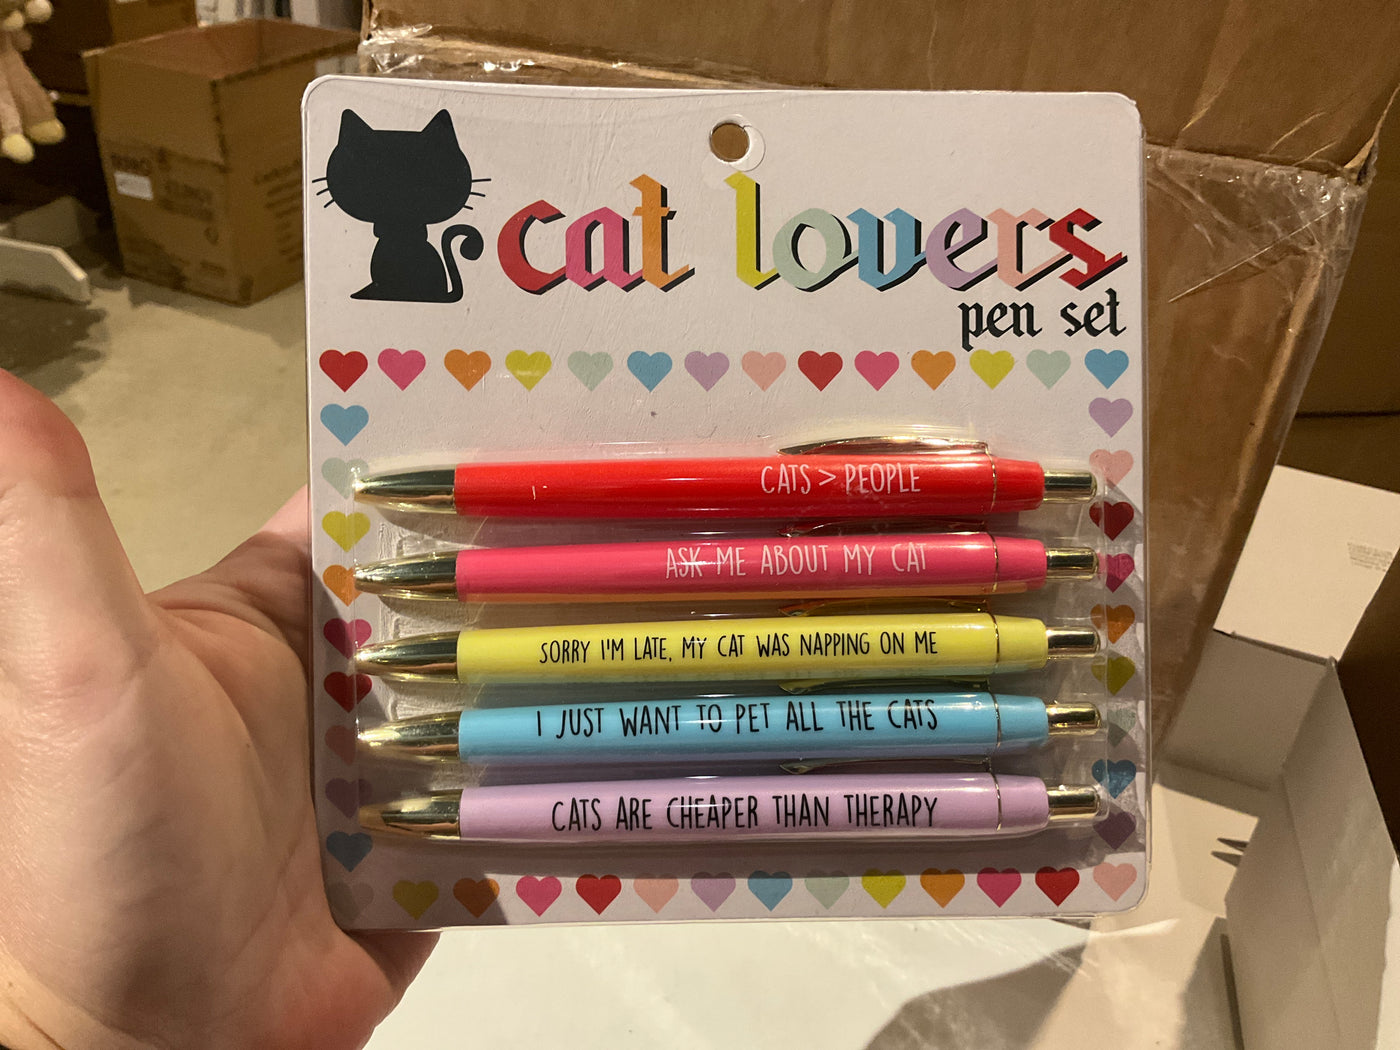 cat lovers
pen set
CATS > PEOPLE
ASK ME ABOUT MY CAT
SORRY I'M LATE, MY CAT WAS NAPPING ON ME
I JUST WANT TO PET ALL THE CATS
CATS ARE CHEAPER THAN THERAPY